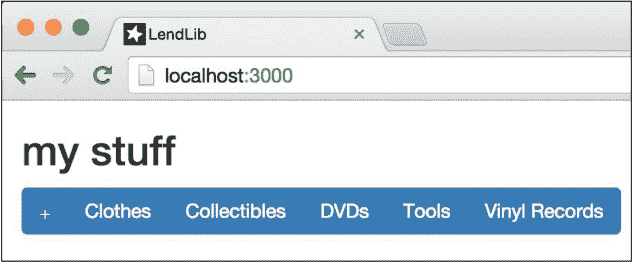 LendLib
localhost:3000
my stuff
+ Clothes Collectibles DVDs Tools Vinyl Records